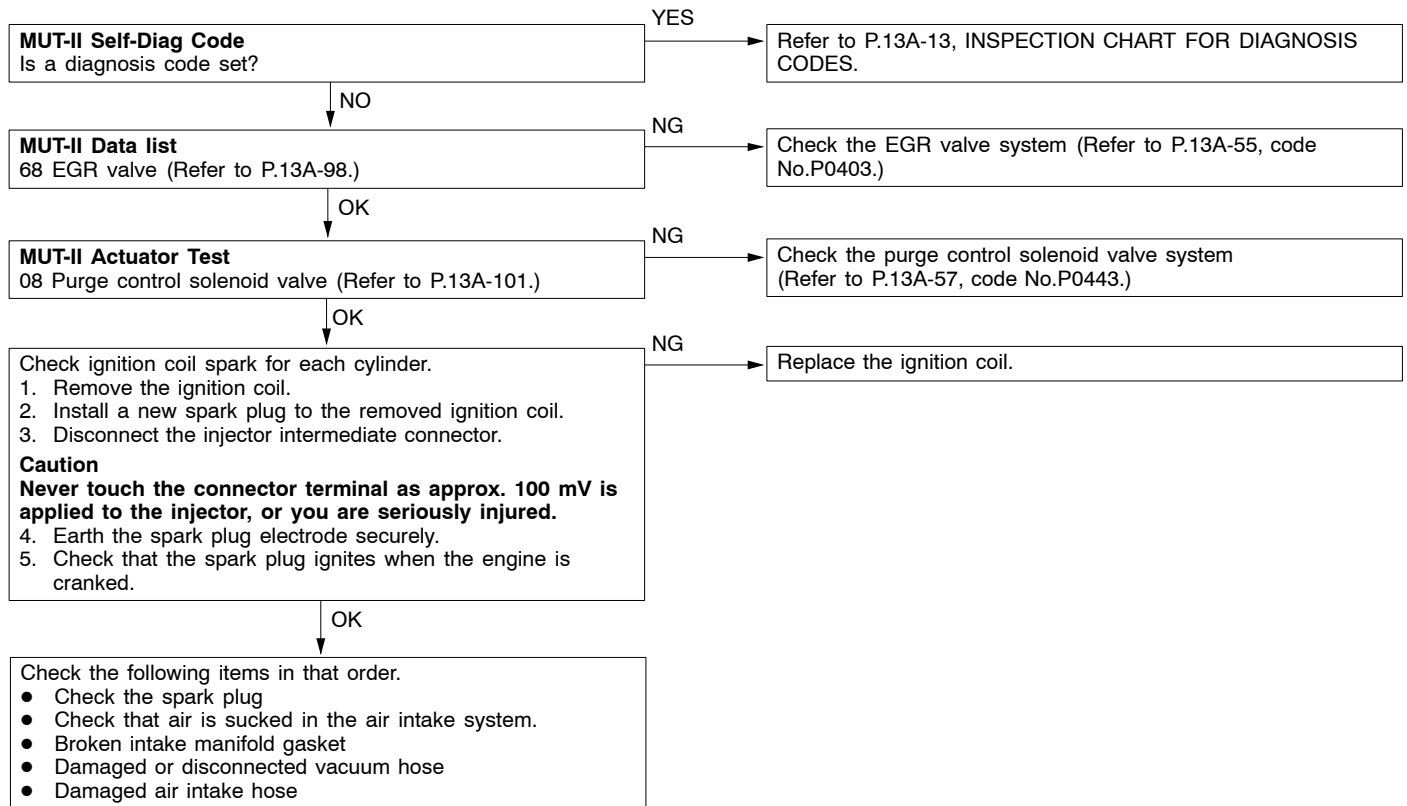 YES
MUT-II Self-Diag Code
Is a diagnosis code set?
Refer to P.13A-13, INSPECTION CHART FOR DIAGNOSIS
CODES.
NO
NG
MUT-II Data list
68 EGR valve (Refer to P.13A-98.)
Check the EGR valve system (Refer to P.13A-55, code
No.P0403.)
OK
NG
MUT-II Actuator Test
08 Purge control solenoid valve (Refer to P.13A-101.)
Check the purge control solenoid valve system
(Refer to P.13A-57, code No.P0443.)
OK
NG
Check ignition coil spark for each cylinder.
1. Remove the ignition coil.
2. Install a new spark plug to the removed ignition coil.
3. Disconnect the injector intermediate connector.
Caution
Never touch the connector terminal as approx. 100 mV is
applied to the injector, or you are seriously injured.
4. Earth the spark plug electrode securely.
5. Check that the spark plug ignites when the engine is
cranked.
Replace the ignition coil.
OK
Check the following items in that order.
● Check the spark plug
● Check that air is sucked in the air intake system.
● Broken intake manifold gasket
● Damaged or disconnected vacuum hose
● Damaged air intake hose